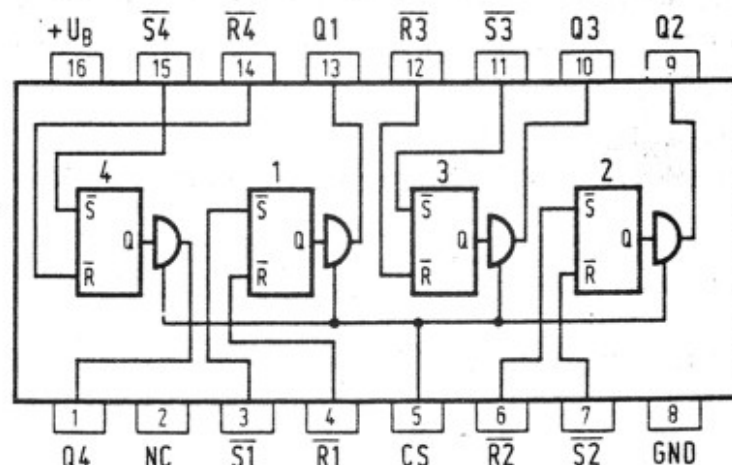 +U_B S̅4̅ R̅4̅ Q1 R̅3̅ S̅3̅ Q3 Q2
16 15 14 13 12 11 10 9
4 1 3 2
S̅ S̅ S̅ S̅
Q Q Q Q
R̅ R̅ R̅ R̅
1 2 3 4 5 6 7 8
Q4 NC S̅1̅ R̅1̅ CS R̅2̅ S̅2̅ GND